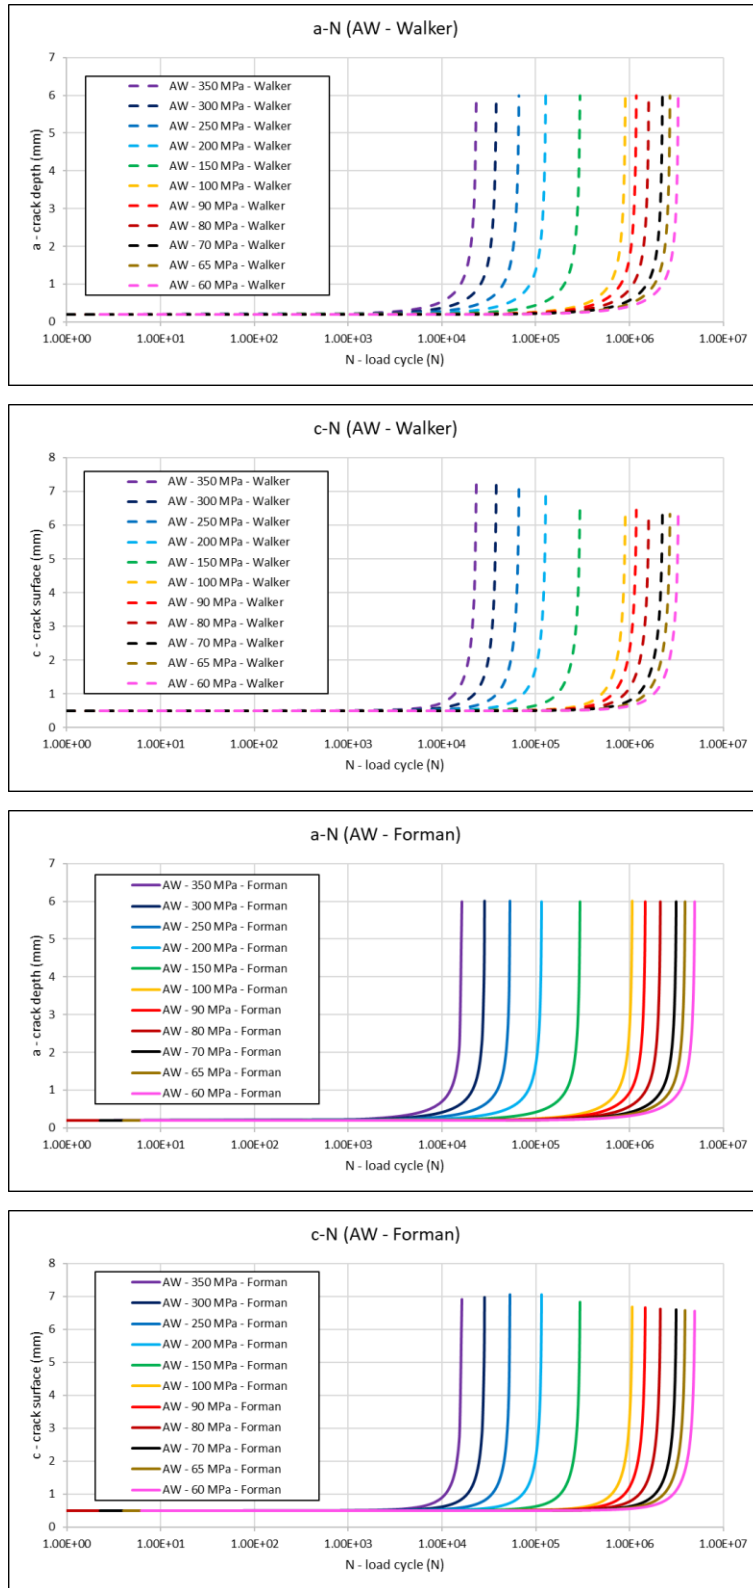 a-N (AW - Walker)
a - crack depth (mm)
7
6
5
4
3
2
1
0
AW - 350 MPa - Walker
AW - 300 MPa - Walker
AW - 250 MPa - Walker
AW - 200 MPa - Walker
AW - 150 MPa - Walker
AW - 100 MPa - Walker
AW - 90 MPa - Walker
AW - 80 MPa - Walker
AW - 70 MPa - Walker
AW - 65 MPa - Walker
AW - 60 MPa - Walker
1.00E+00 1.00E+01 1.00E+02 1.00E+03 1.00E+04 1.00E+05 1.00E+06 1.00E+07
N - load cycle (N)
c-N (AW - Walker)
c - crack surface (mm)
8
7
6
5
4
3
2
1
0
AW - 350 MPa - Walker
AW - 300 MPa - Walker
AW - 250 MPa - Walker
AW - 200 MPa - Walker
AW - 150 MPa - Walker
AW - 100 MPa - Walker
AW - 90 MPa - Walker
AW - 80 MPa - Walker
AW - 70 MPa - Walker
AW - 65 MPa - Walker
AW - 60 MPa - Walker
1.00E+00 1.00E+01 1.00E+02 1.00E+03 1.00E+04 1.00E+05 1.00E+06 1.00E+07
N - load cycle (N)
a-N (AW - Forman)
a - crack depth (mm)
7
6
5
4
3
2
1
0
AW - 350 MPa - Forman
AW - 300 MPa - Forman
AW - 250 MPa - Forman
AW - 200 MPa - Forman
AW - 150 MPa - Forman
AW - 100 MPa - Forman
AW - 90 MPa - Forman
AW - 80 MPa - Forman
AW - 70 MPa - Forman
AW - 65 MPa - Forman
AW - 60 MPa - Forman
1.00E+00 1.00E+01 1.00E+02 1.00E+03 1.00E+04 1.00E+05 1.00E+06 1.00E+07
N - load cycle (N)
c-N (AW - Forman)
c - crack surface (mm)
8
7
6
5
4
3
2
1
0
AW - 350 MPa - Forman
AW - 300 MPa - Forman
AW - 250 MPa - Forman
AW - 200 MPa - Forman
AW - 150 MPa - Forman
AW - 100 MPa - Forman
AW - 90 MPa - Forman
AW - 80 MPa - Forman
AW - 70 MPa - Forman
AW - 65 MPa - Forman
AW - 60 MPa - Forman
1.00E+00 1.00E+01 1.00E+02 1.00E+03 1.00E+04 1.00E+05 1.00E+06 1.00E+07
N - load cycle (N)